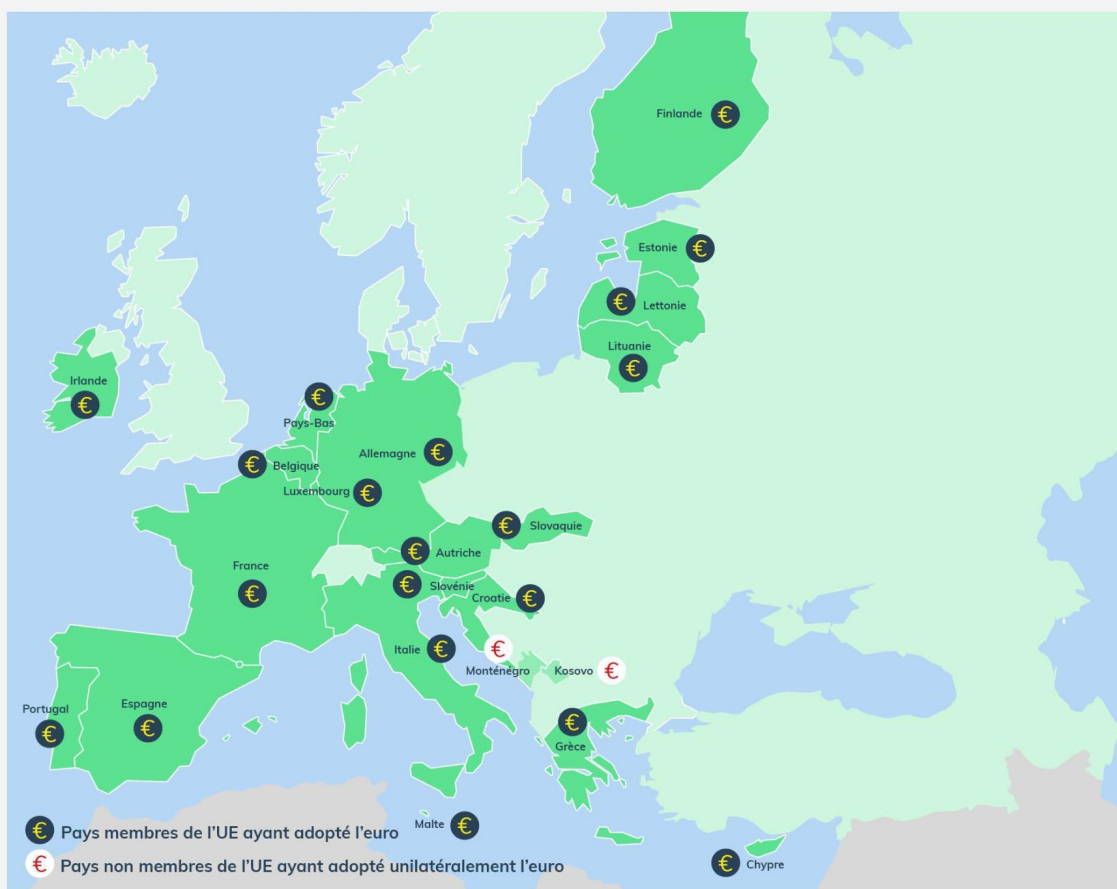 Finlande €
Estonie €
€ Lettonie
Lituanie
€
Irlande
€
€
Pays-Bas
Allemagne €
€ Belgique
Luxembourg €
€ Slovaquie
€ Autriche
France
€
€ Slovénie
Croatie €
Italie €
€
Monténégro
Kosovo €
Portugal
€
Espagne
€
€
Grèce
Malte €
€ Chypre
€ Pays membres de l'UE ayant adopté l'euro
€ Pays non membres de l'UE ayant adopté unilatéralement l'euro